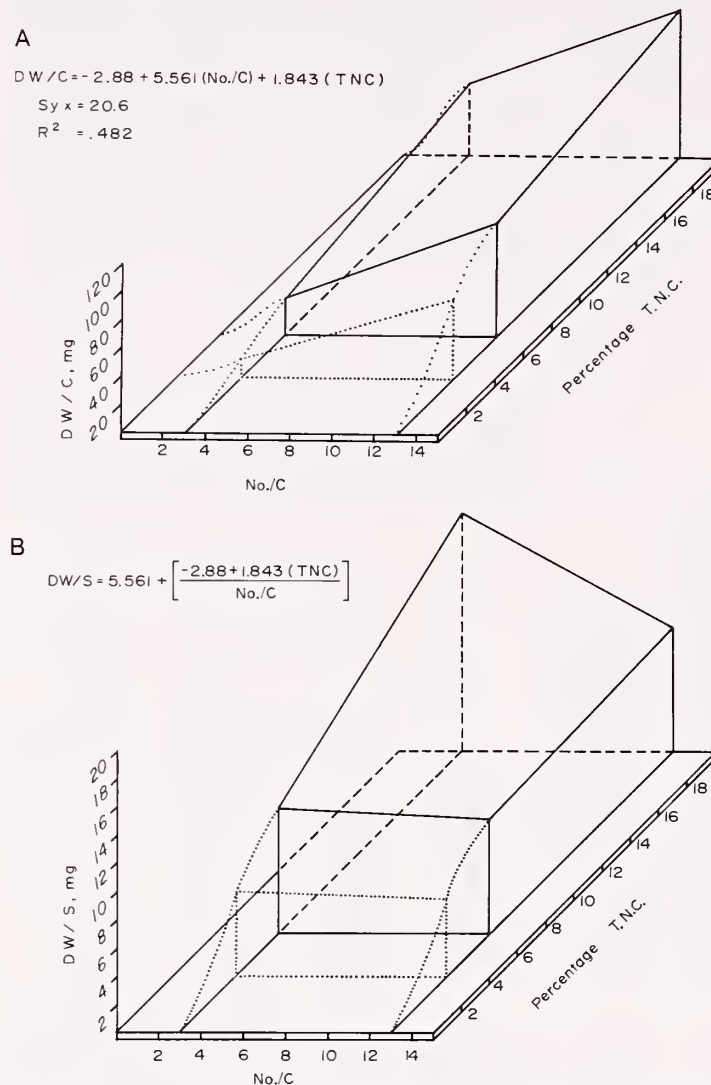 A
DW/C=-2.88+5.561(No./C)+1.843(TNC)
Sy x = 20.6
R² = .482
120
100
80
60
40
20
DW/C, mg
2 4 6 8 10 12 14
No./C
2 4 6 8 10 12 14 16 18
Percentage T.N.C.
B
DW/S=5.561+[-2.88+1.843(TNC)
No./C]
20
18
16
14
12
10
8
6
4
2
DW/S, mg
2 4 6 8 10 12 14
No./C
2 4 6 8 10 12 14 16 18
Percentage T.N.C.